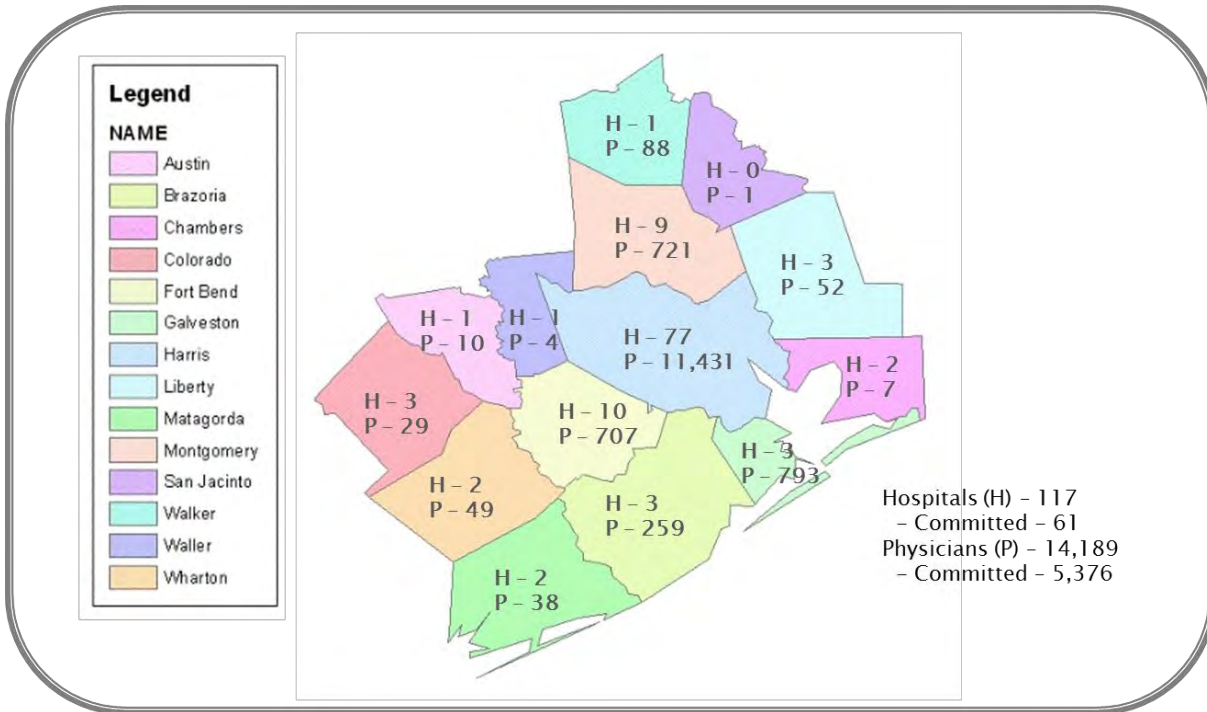 Legend
NAME
Austin
Brazoria
Chambers
Colorado
Fort Bend
Galveston
Harris
Liberty
Matagorda
Montgomery
San Jacinto
Walker
Waller
Wharton
H – 1
P – 88
H – 0
P – 1
H – 9
P – 721
H – 3
P – 52
H – 1
P – 10
H – 1
P – 4
H – 77
P – 11,431
H – 2
P – 7
H – 3
P – 29
H – 10
P – 707
H – 3
P – 793
H – 2
P – 49
H – 3
P – 259
H – 2
P – 38
Hospitals (H) – 117
– Committed – 61
Physicians (P) – 14,189
– Committed – 5,376